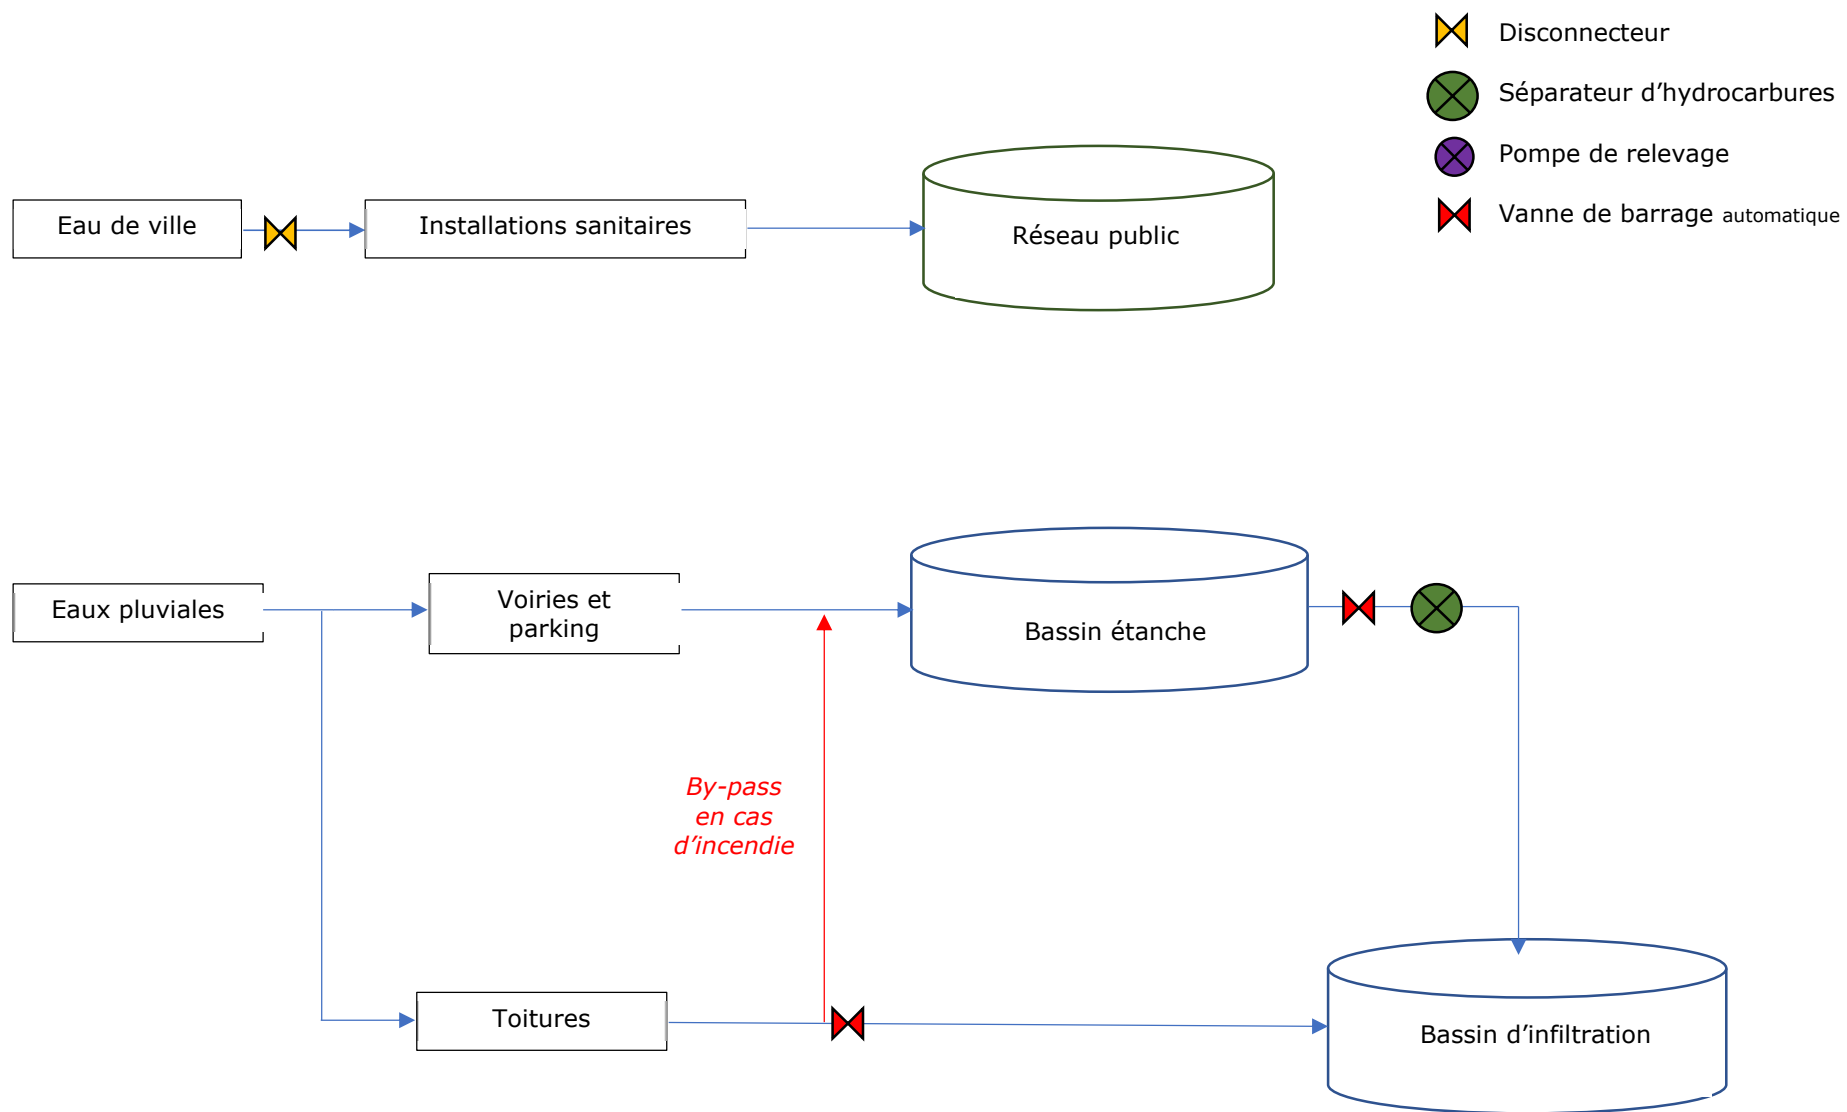 Disconnecteur
Séparateur d’hydrocarbures
Pompe de relevage
Vanne de barrage automatique
Eau de ville
Installations sanitaires
Réseau public
Eaux pluviales
Voiries et
parking
Bassin étanche
By-pass
en cas
d’incendie
Toitures
Bassin d’infiltration